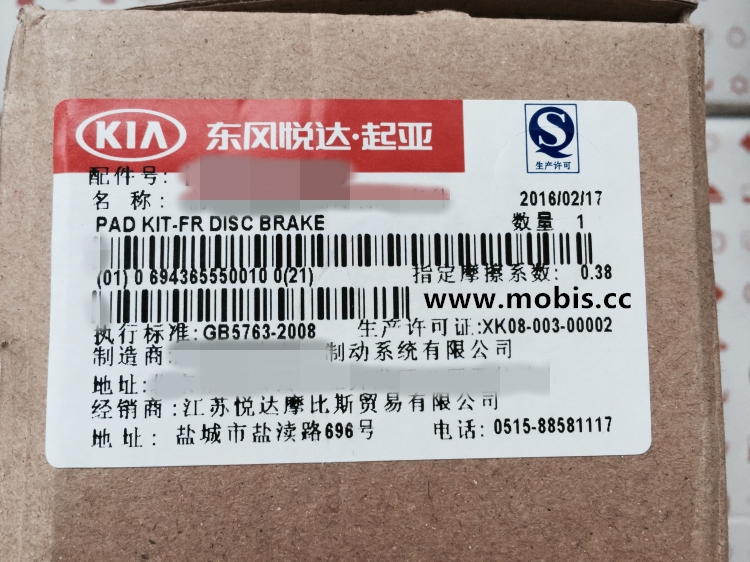 KIA 东风悦达·起亚
S
生产许可
配件号:
名 称: 2016/02/17
PAD KIT-FR DISC BRAKE 数量 1
(01) 0 694365550010 0(21) 指定摩擦系数: 0.38
www.mobis.cc
执行标准:GB5763-2008 生产许可证:XK08-003-00002
制造商 制动系统有限公司
地址:
经销商:江苏悦达摩比斯贸易有限公司
地址: 盐城市盐渎路696号 电话: 0515-88581117